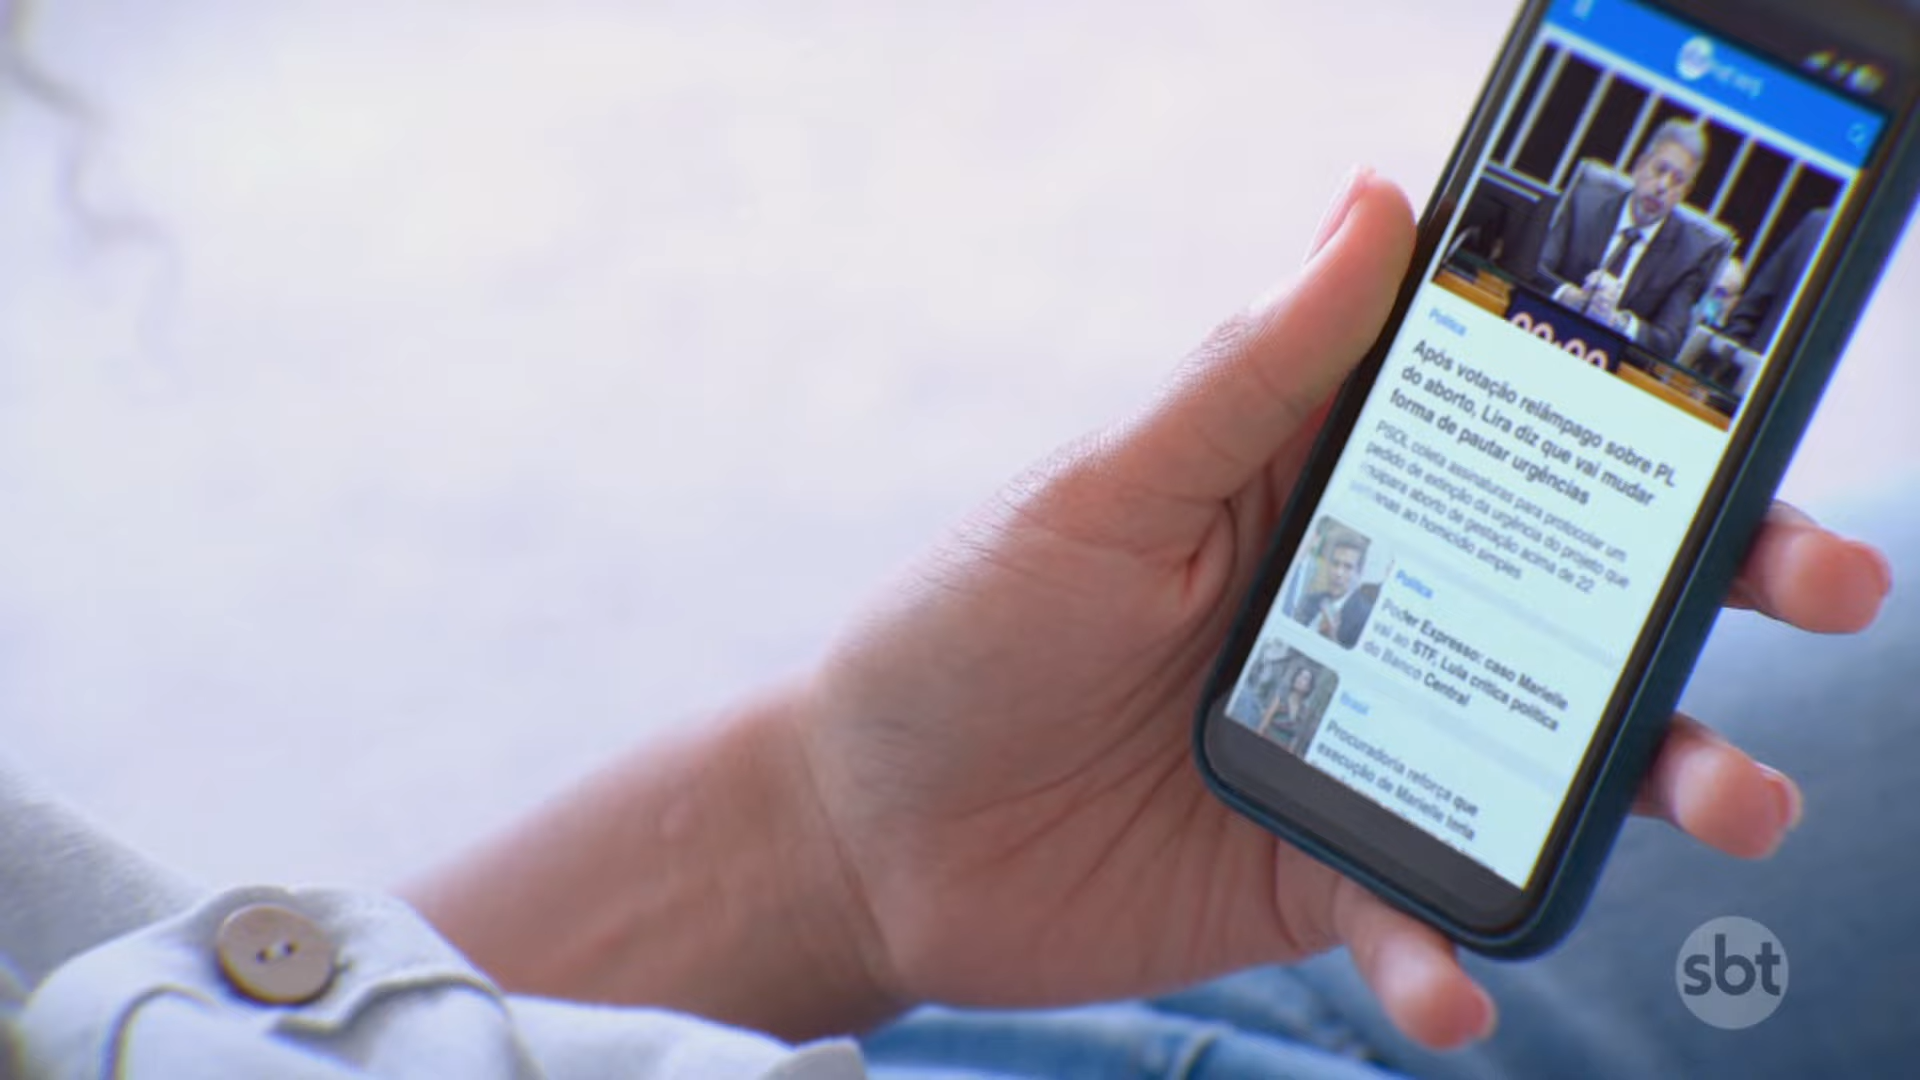 news
Política
Após votação relâmpago sobre PL
do aborto, Lira diz que vai mudar
forma de pautar urgências
PSOL coleta assinaturas para protocolar um
pedido de extinção da urgência do projeto que
aborto de gestação acima de 22
ao homicídio simples
Política
Poder Expresso: caso Marielle
vai ao STF, Lula critica política
do Banco Central
Brasil
Procuradoria reforça que
execução de Marielle teria
sbt